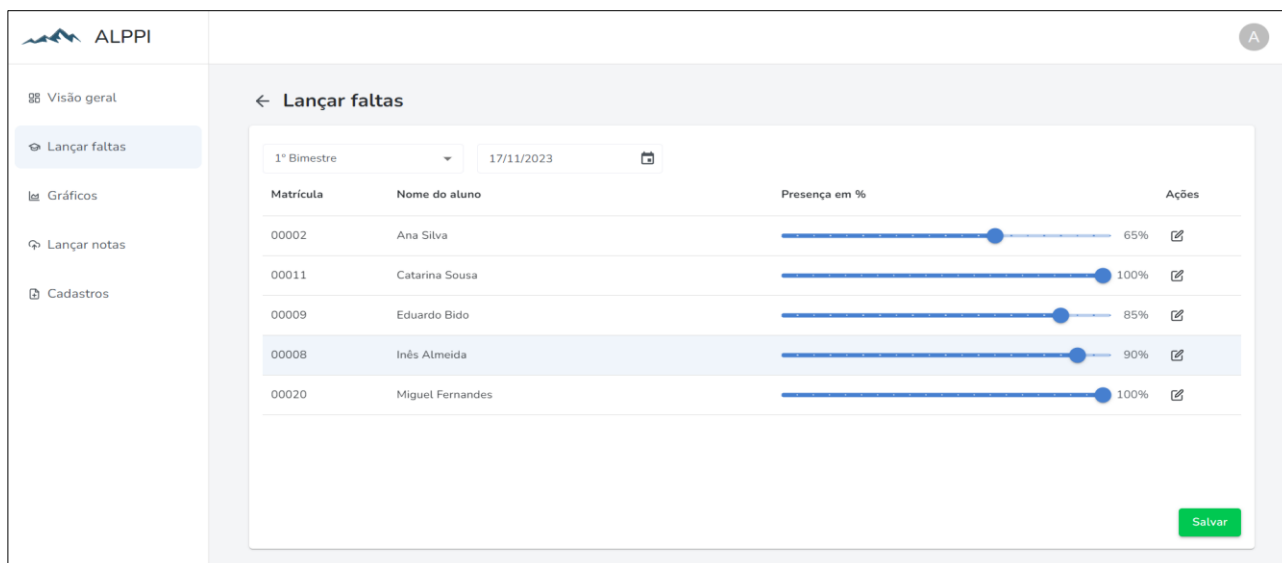 ALPPI
A
Visão geral
Lançar faltas
Gráficos
Lançar notas
Cadastros
Lançar faltas
1º Bimestre 17/11/2023
Matrícula Nome do aluno Presença em % Ações
00002 Ana Silva 65%
00011 Catarina Sousa 100%
00009 Eduardo Bido 85%
00008 Inês Almeida 90%
00020 Miguel Fernandes 100%
Salvar